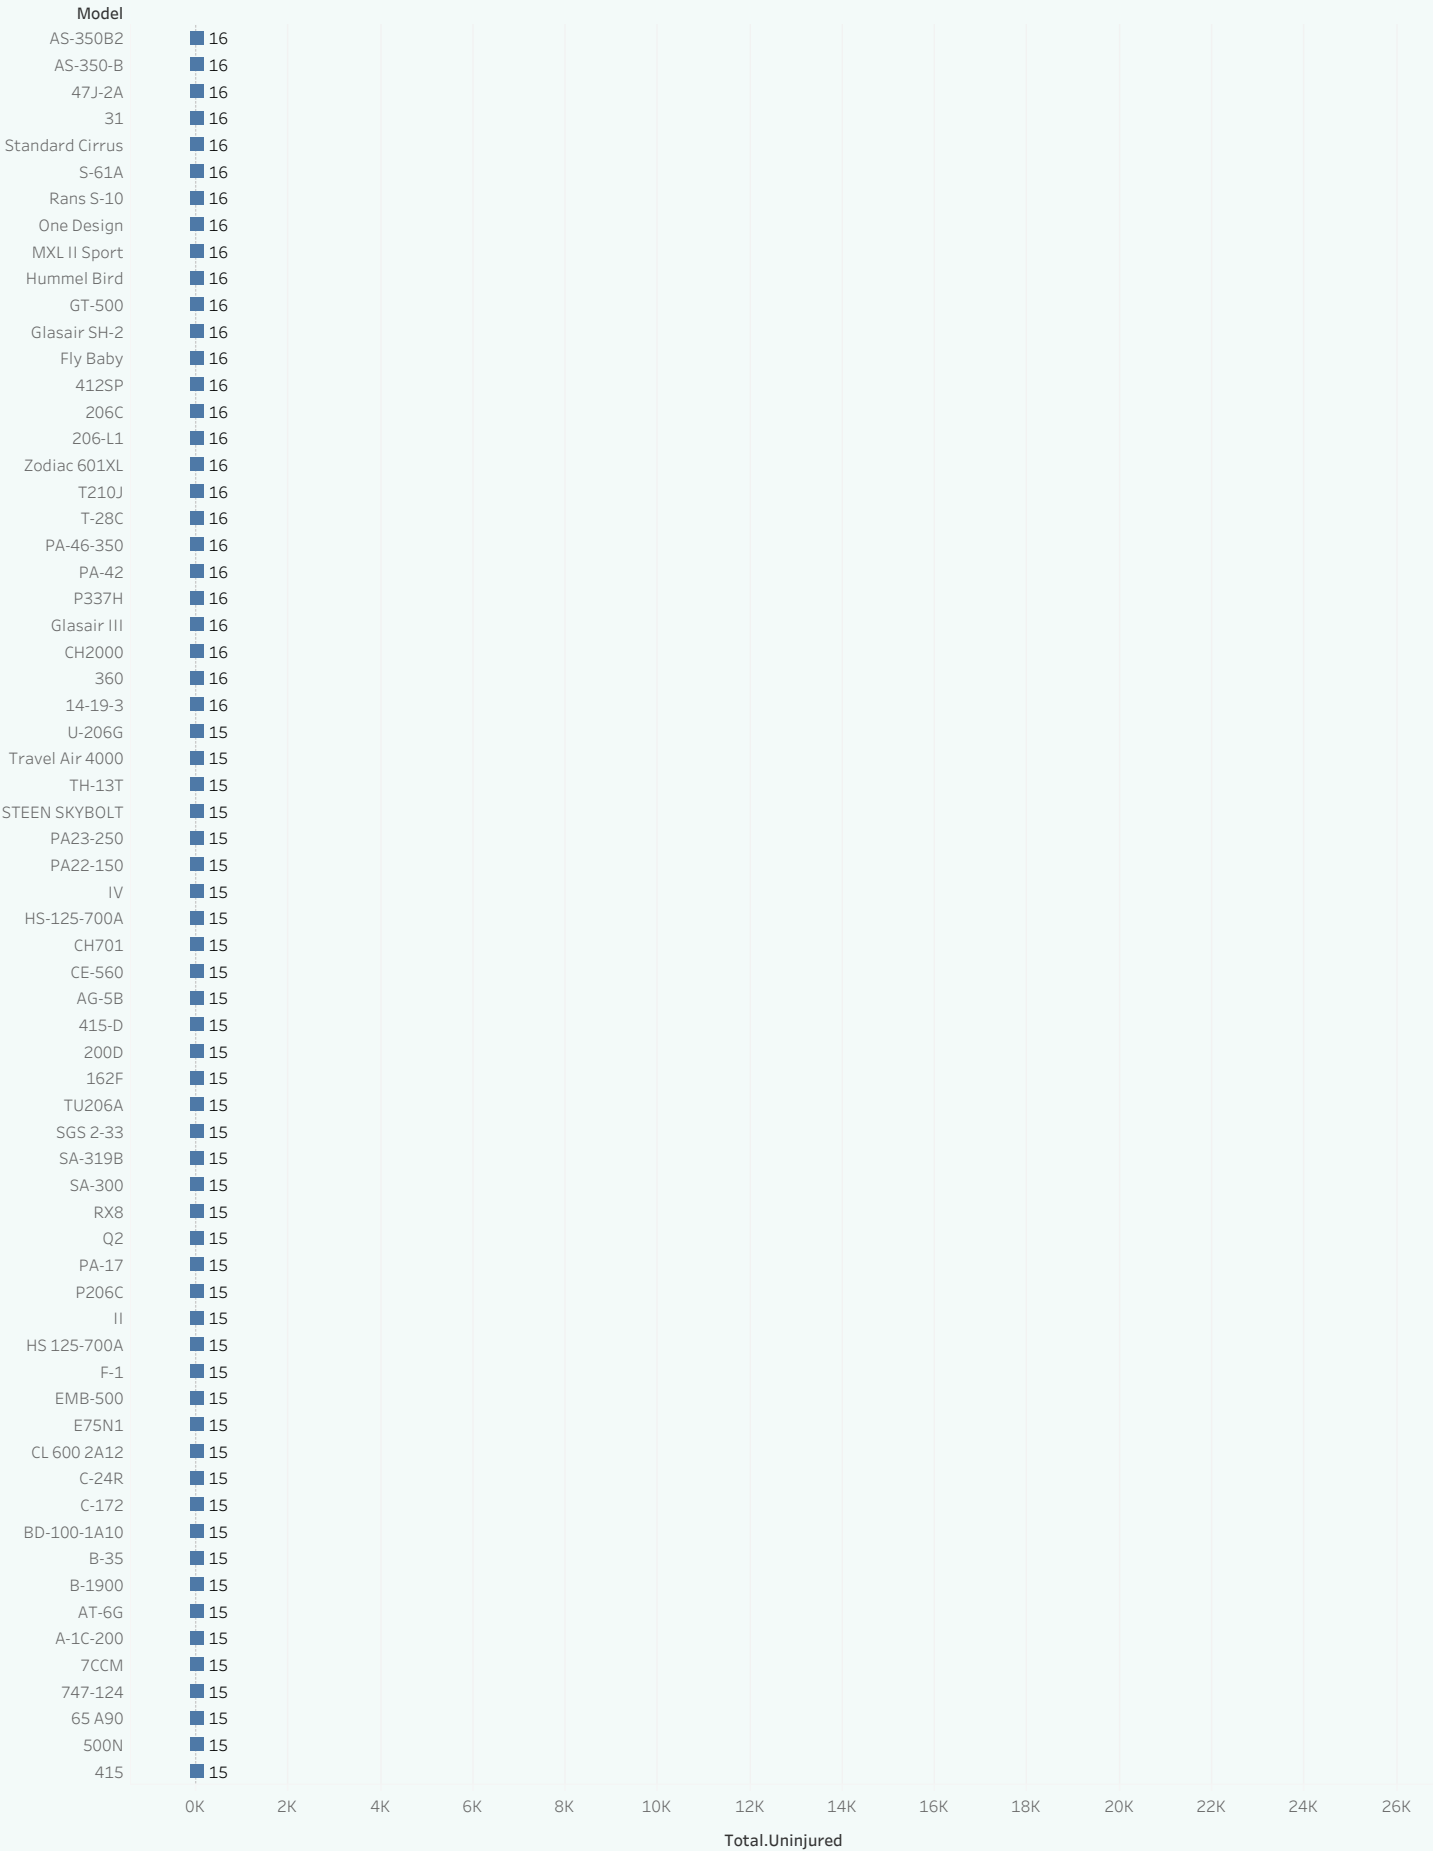 Model
AS-350B2 16
AS-350-B 16
47J-2A 16
31 16
Standard Cirrus 16
S-61A 16
Rans S-10 16
One Design 16
MXL II Sport 16
Hummel Bird 16
GT-500 16
Glasair SH-2 16
Fly Baby 16
412SP 16
206C 16
206-L1 16
Zodiac 601XL 16
T210J 16
T-28C 16
PA-46-350 16
PA-42 16
P337H 16
Glasair III 16
CH2000 16
360 16
14-19-3 16
U-206G 15
Travel Air 4000 15
TH-13T 15
STEEN SKYBOLT 15
PA23-250 15
PA22-150 15
IV 15
HS-125-700A 15
CH701 15
CE-560 15
AG-5B 15
415-D 15
200D 15
162F 15
TU206A 15
SGS 2-33 15
SA-319B 15
SA-300 15
RX8 15
Q2 15
PA-17 15
P206C 15
II 15
HS 125-700A 15
F-1 15
EMB-500 15
E75N1 15
CL 600 2A12 15
C-24R 15
C-172 15
BD-100-1A10 15
B-35 15
B-1900 15
AT-6G 15
A-1C-200 15
7CCM 15
747-124 15
65 A90 15
500N 15
415 15
0K 2K 4K 6K 8K 10K 12K 14K 16K 18K 20K 22K 24K 26K
Total.Uninjured